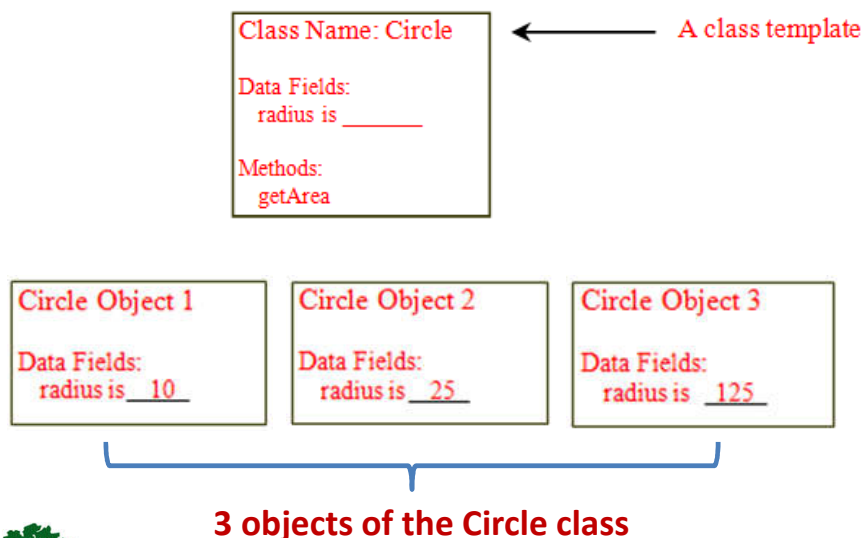 Class Name: Circle
A class template
Data Fields:
radius is _______
Methods:
getArea
Circle Object 1
Data Fields:
radius is 10
Circle Object 2
Data Fields:
radius is 25
Circle Object 3
Data Fields:
radius is 125
3 objects of the Circle class